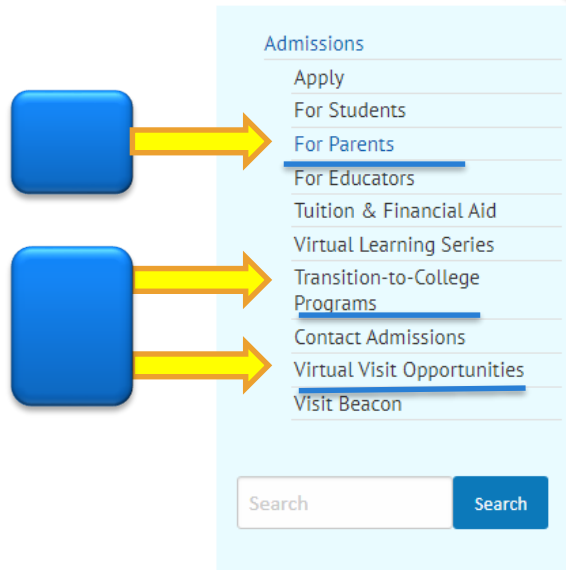 Admissions
Apply
For Students
For Parents
For Educators
Tuition & Financial Aid
Virtual Learning Series
Transition-to-College
Programs
Contact Admissions
Virtual Visit Opportunities
Visit Beacon
Search Search